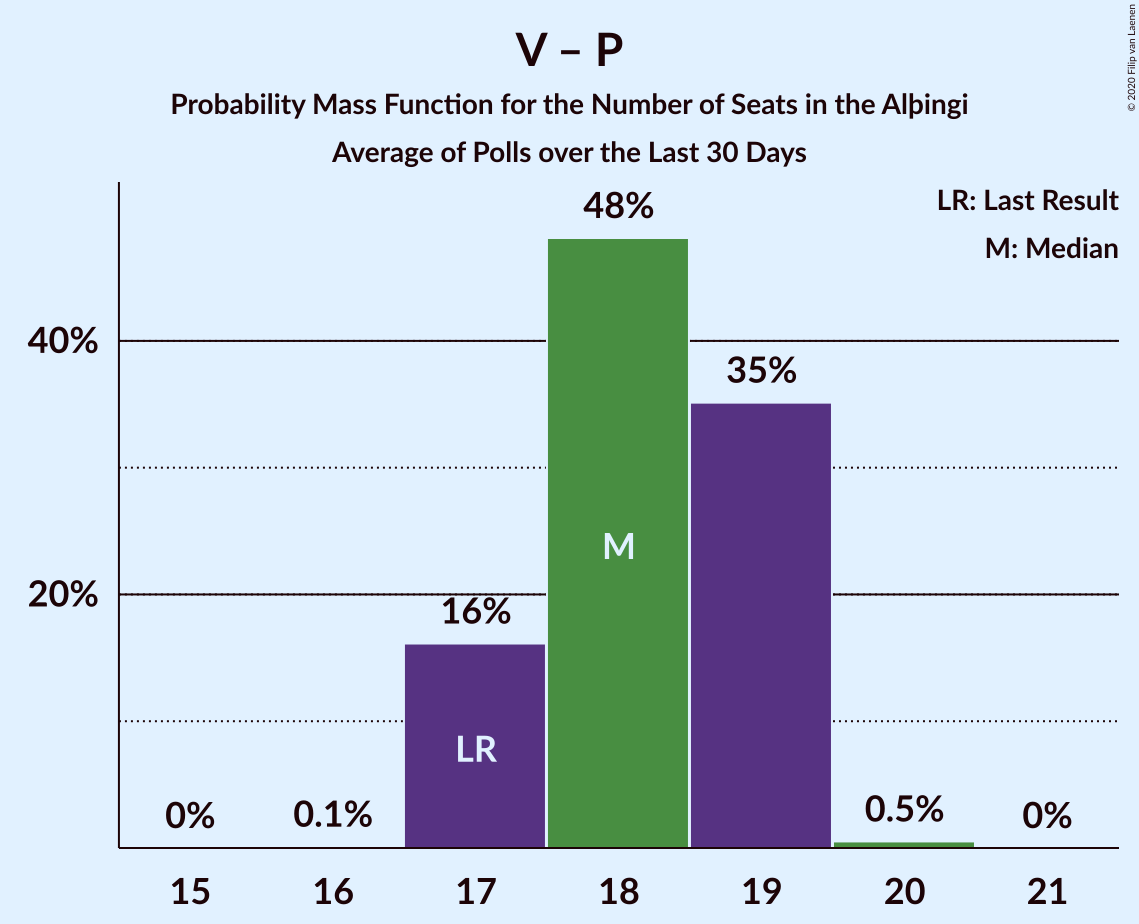 V – P
Probability Mass Function for the Number of Seats in the Alþingi
Average of Polls over the Last 30 Days
© 2020 Filip van Laenen
LR: Last Result
M: Median
48%
40%
35%
M
20%
16%
LR
0%
0.1%
0.5%
0%
15
16
17
18
19
20
21